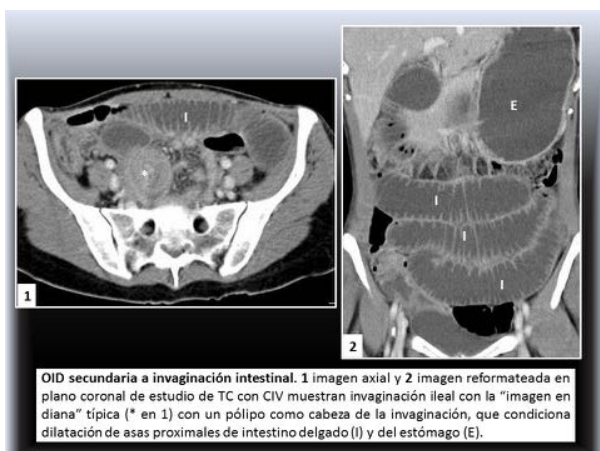 I
*
1
E
I
I
I
2
OID secundaria a invaginación intestinal. 1 imagen axial y 2 imagen reformateada en
plano coronal de estudio de TC con CIV muestran invaginación ileal con la “imagen en
diana” típica (* en 1) con un pólipo como cabeza de la invaginación, que condiciona
dilatación de asas proximales de intestino delgado (I) y del estómago (E).